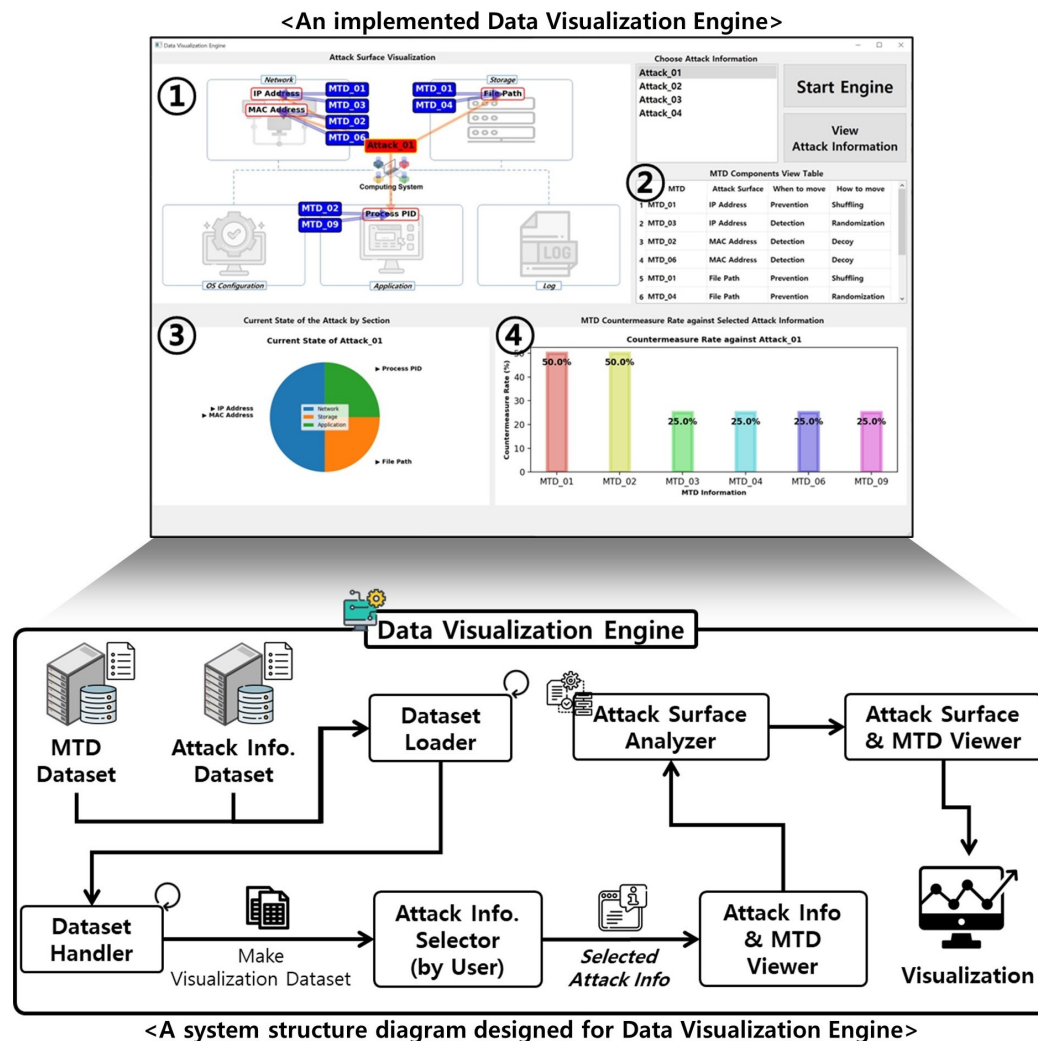 <An implemented Data Visualization Engine>
Data Visualization Engine
Attack Surface Visualization
1
Network
IP Address
MAC Address
MTD_01
MTD_03
MTD_02
MTD_06
Storage
MTD_01
MTD_04
File Path
Attack_01
Computing System
MTD_02
MTD_09
Process PID
LOG
OS Configuration
Application
Log
Choose Attack Information
Attack_01
Attack_02
Attack_03
Attack_04
Start Engine
View
Attack Information
2
MTD Components View Table
MTD Attack Surface When to move How to move
1 MTD_01 IP Address Prevention Shuffling
2 MTD_03 IP Address Detection Randomization
3 MTD_02 MAC Address Detection Decoy
4 MTD_06 MAC Address Detection Decoy
5 MTD_01 File Path Prevention Shuffling
6 MTD_04 File Path Prevention Randomization
3
Current State of the Attack by Section
Current State of Attack_01
▶ Process PID
▶ IP Address
▶ MAC Address
Network
Storage
Application
▶ File Path
4
MTD Countermeasure Rate against Selected Attack Information
Countermeasure Rate against Attack_01
Countermeasure Rate (%)
50
40
30
20
10
0
50.0% 50.0% 25.0% 25.0% 25.0% 25.0%
MTD_01 MTD_02 MTD_03 MTD_04 MTD_06 MTD_09
MTD Information
Data Visualization Engine
MTD
Dataset
Attack Info.
Dataset
Dataset
Loader
Attack Surface
Analyzer
Attack Surface
& MTD Viewer
Dataset
Handler
Make
Visualization Dataset
Attack Info.
Selector
(by User)
Selected
Attack Info
Attack Info
& MTD
Viewer
Visualization
<A system structure diagram designed for Data Visualization Engine>